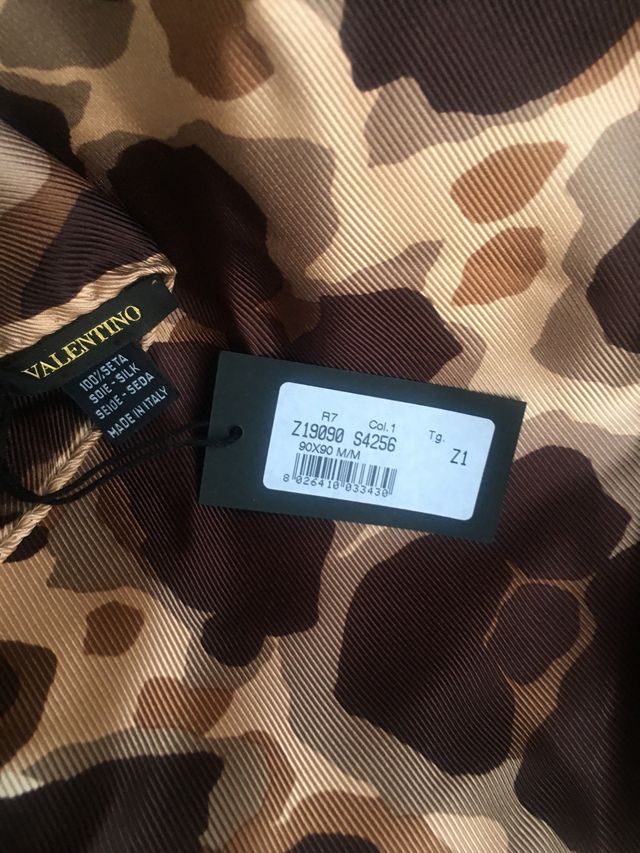 VALENTINO
100% SETA
SOIE - SILK
SEIDE - SEDA
MADE IN ITALY
R7 Col.1 Tg.
Z19090 S4256 Z1
90X90 M/M
8 026410 033430